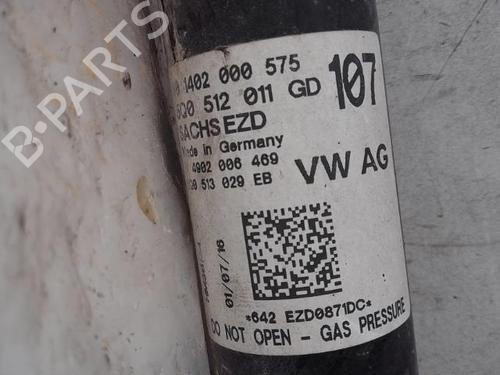 B-PARTS
1402 000 575
5Q0 512 011 GD 107
SACHS EZD
Made in Germany
4902 006 469
513 029 EB VW AG
01/07/16
*642 EZD0871DC*
DO NOT OPEN - GAS PRESSURE